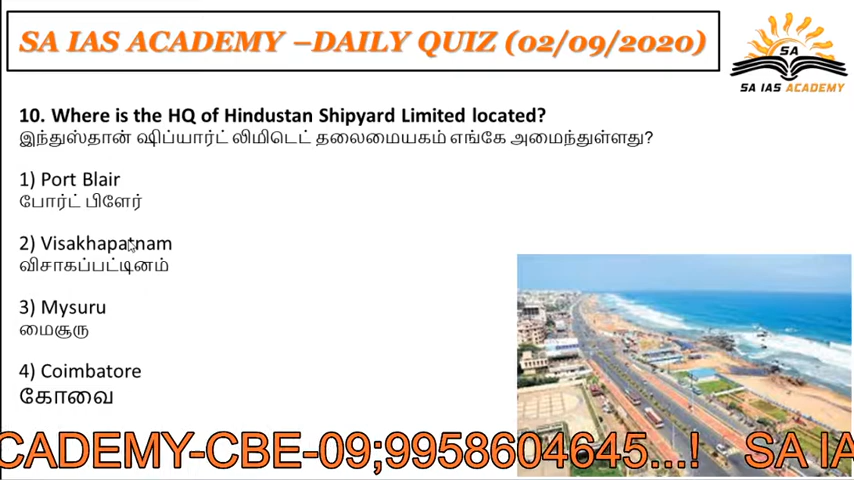 SA IAS ACADEMY –DAILY QUIZ (02/09/2020)
SA
SA IAS ACADEMY
10. Where is the HQ of Hindustan Shipyard Limited located?
இந்துஸ்தான் ஷிப்யார்ட் லிமிடெட் தலைமையகம் எங்கே அமைந்துள்ளது?
1) Port Blair
போர்ட் பிளேர்
2) Visakhapatnam
விசாகப்பட்டினம்
3) Mysuru
மைசூரு
4) Coimbatore
கோவை
CADEMY-CBE-09;9958604645...! SA IA